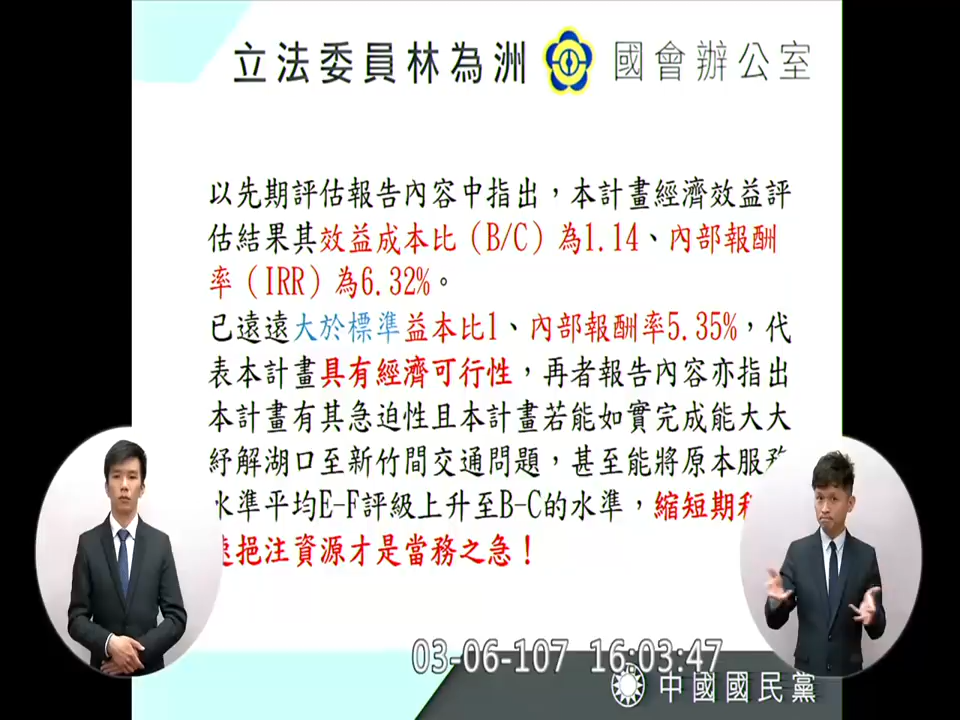 立法委員林為洲 國會辦公室
以先期評估報告內容中指出，本計畫經濟效益評
估結果其效益成本比（B/C）為1.14、內部報酬
率（IRR）為6.32%。
已遠遠大於標準益本比1、內部報酬率5.35%，代
表本計畫具有經濟可行性，再者報告內容亦指出
本計畫有其急迫性且本計畫若能如實完成能大大
紓解湖口至新竹間交通問題，甚至能將原本服務
水準平均E-F評級上升至B-C的水準，縮短期
挹注資源才是當務之急！
03-06-107 16:03:47
中國國民黨